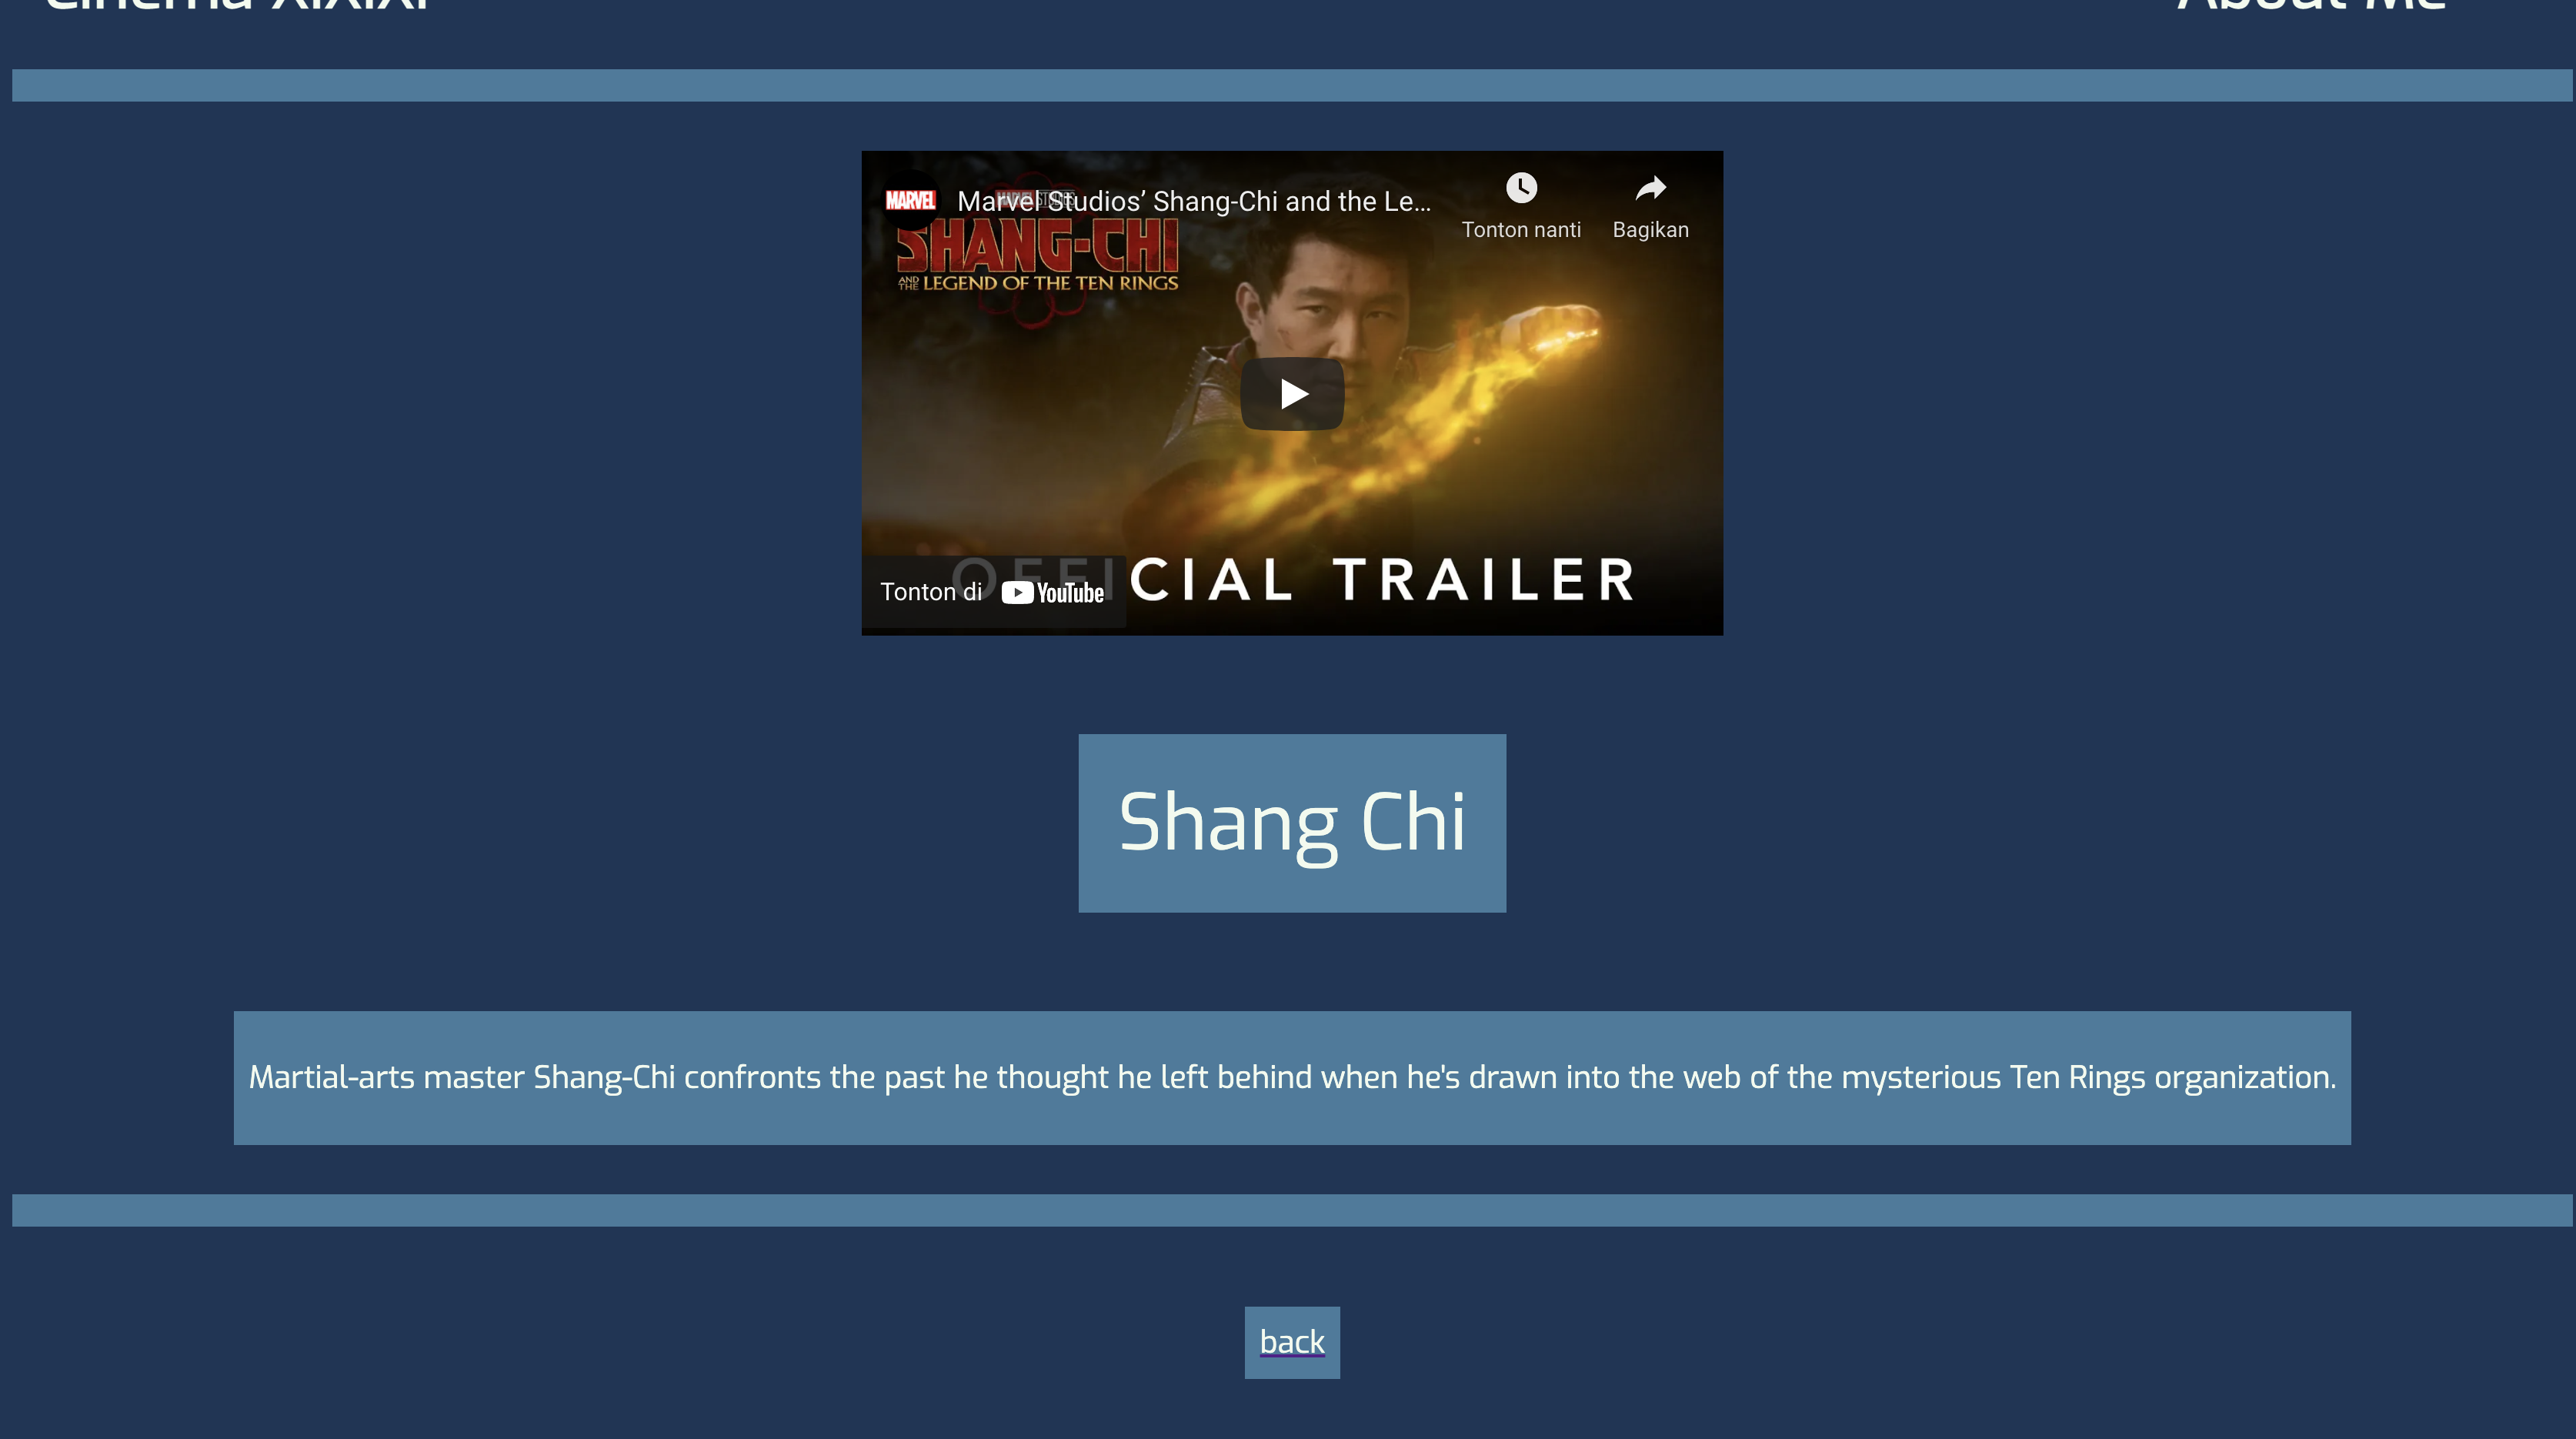 Cinema XIXIXI
About Me
MARVEL
Marvel Studios’ Shang-Chi and the Le...
Tonton nanti
Bagikan
SHANG-CHI
AND THE LEGEND OF THE TEN RINGS
OFFICIAL TRAILER
Tonton di YouTube
Shang Chi
Martial-arts master Shang-Chi confronts the past he thought he left behind when he's drawn into the web of the mysterious Ten Rings organization.
back